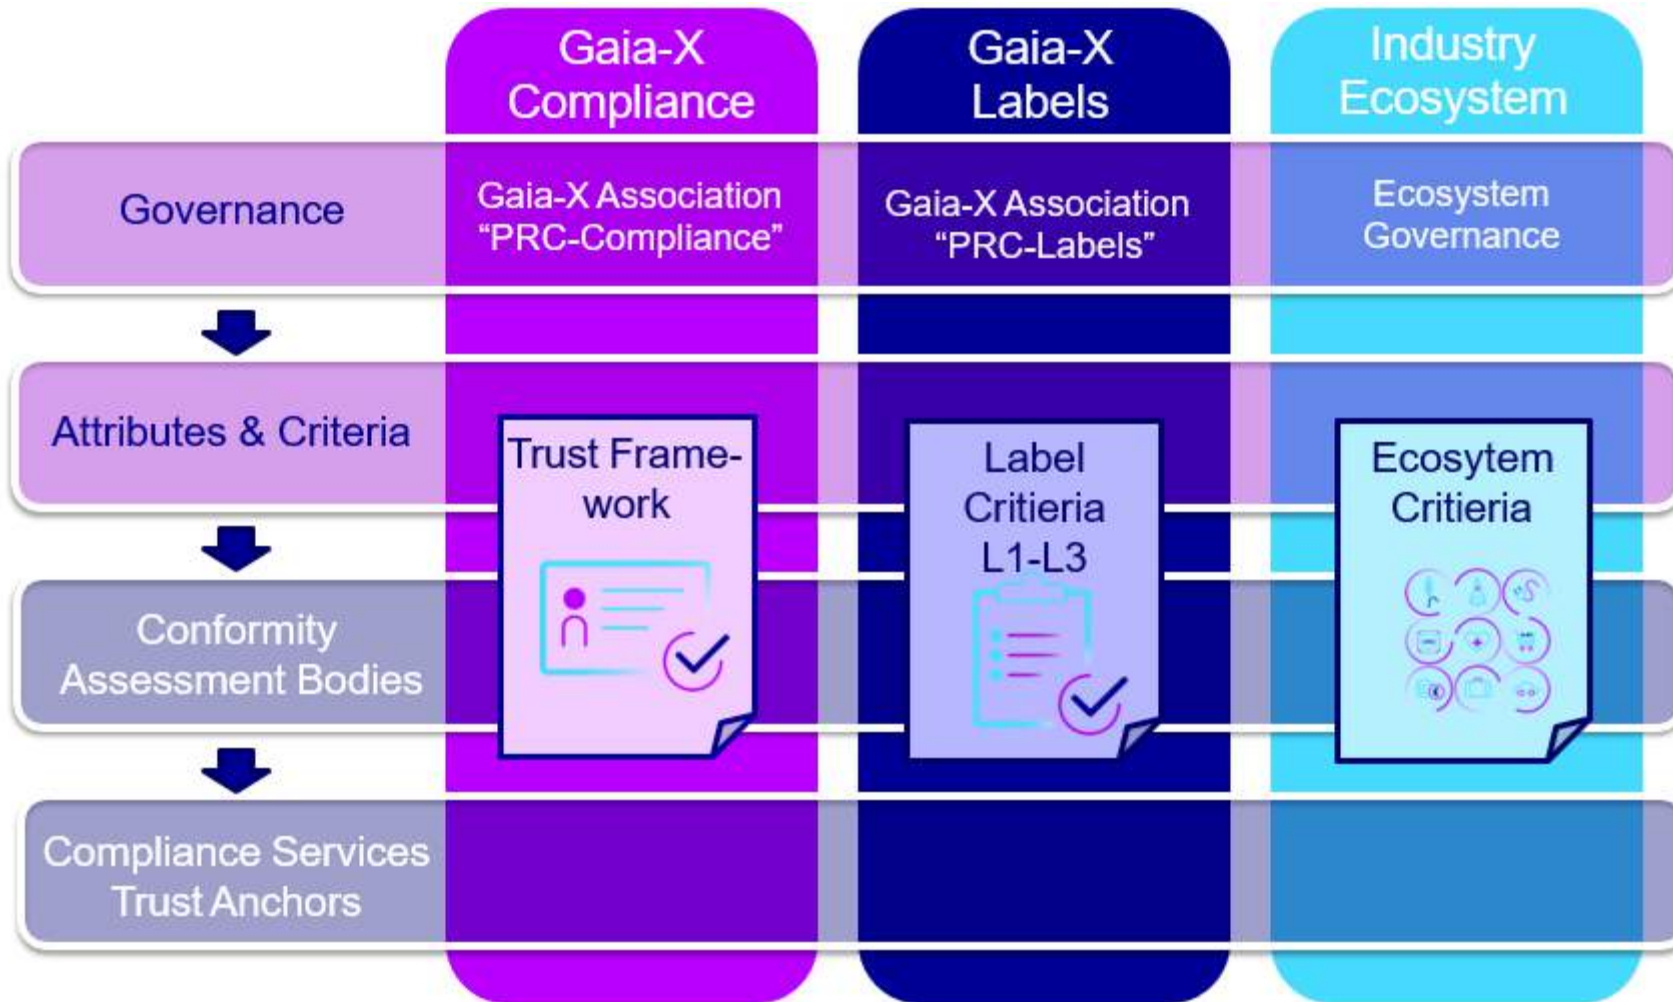 Gaia-X
Compliance
Gaia-X
Labels
Industry
Ecosystem
Governance
Gaia-X Association
“PRC-Compliance”
Gaia-X Association
“PRC-Labels”
Ecosystem
Governance
Attributes & Criteria
Trust Frame-
work
Label
Critieria
L1-L3
Ecosytem
Critieria
Conformity
Assessment Bodies
Compliance Services
Trust Anchors